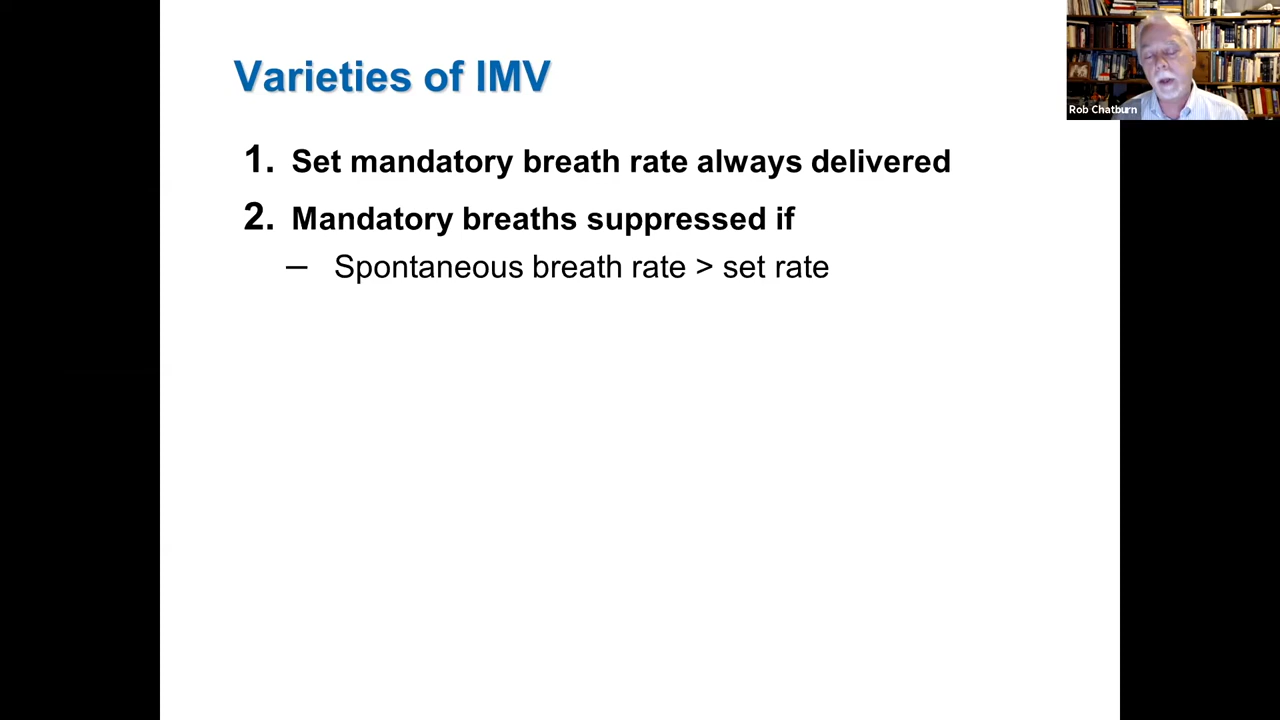 Varieties of IMV
1. Set mandatory breath rate always delivered
2. Mandatory breaths suppressed if
– Spontaneous breath rate > set rate
Rob Chatburn